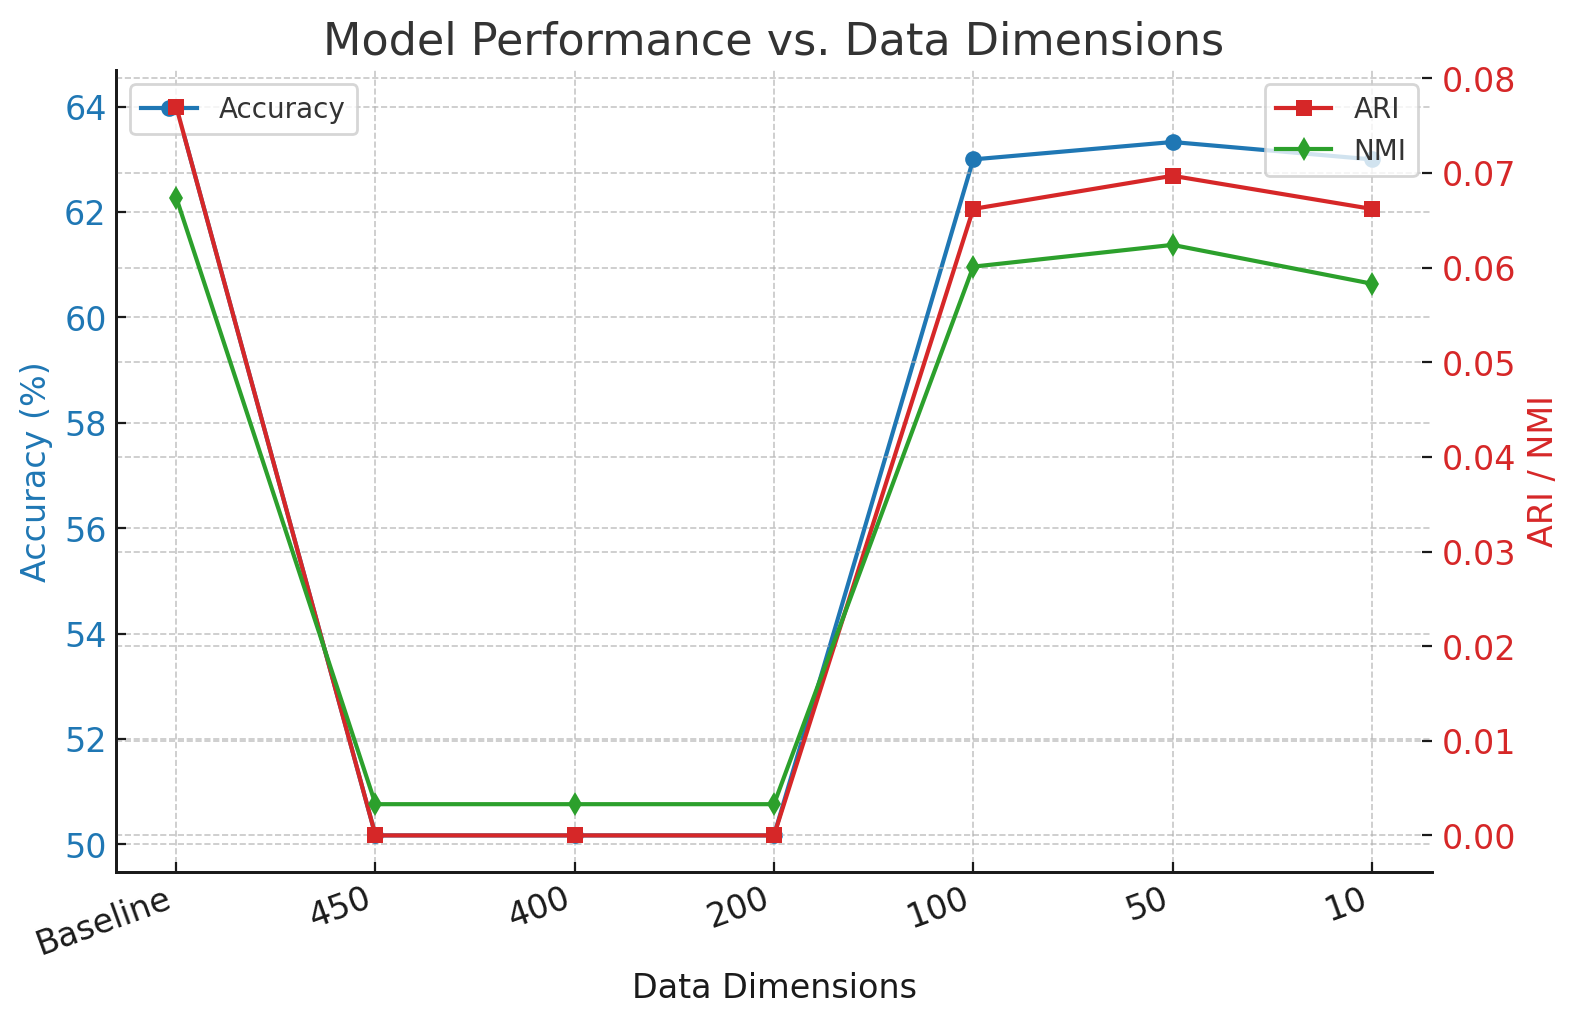 Model Performance vs. Data Dimensions
Accuracy
ARI
NMI
Accuracy (%)
64
62
60
58
56
54
52
50
0.08
0.07
0.06
0.05
0.04
0.03
0.02
0.01
0.00
ARI / NMI
Baseline 450 400 200 100 50 10
Data Dimensions